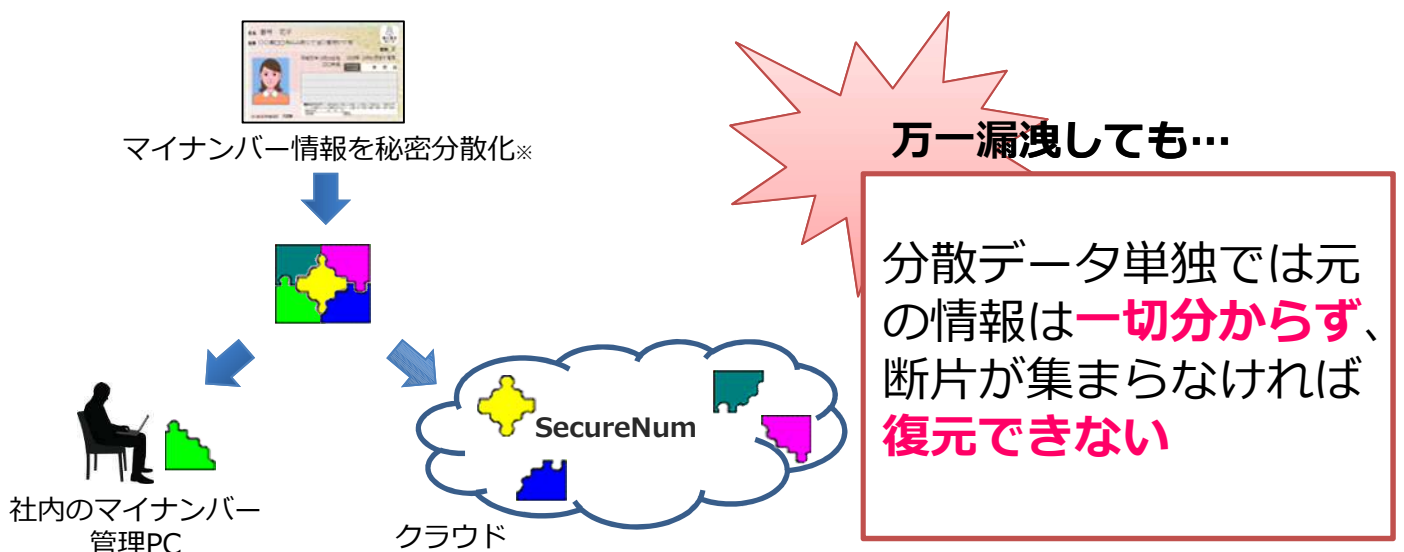 マイナンバー情報を秘密分散化※
万一漏洩しても…
分散データ単独では元
の情報は一切分からず、
断片が集まらなければ
復元できない
SecureNum
社内のマイナンバー
管理PC
クラウド